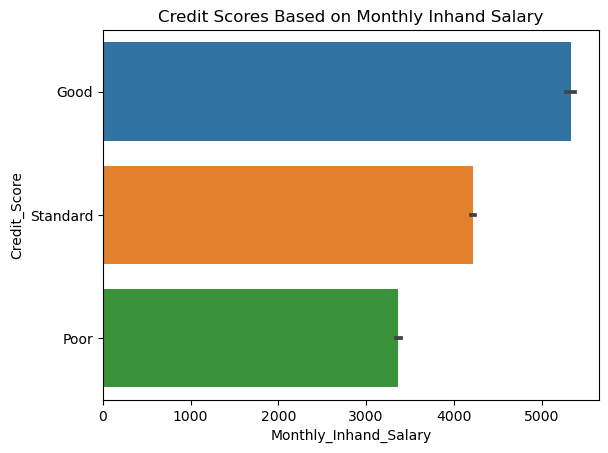 Credit Scores Based on Monthly Inhand Salary
Credit_Score
Good
Standard
Poor
0 1000 2000 3000 4000 5000
Monthly_Inhand_Salary